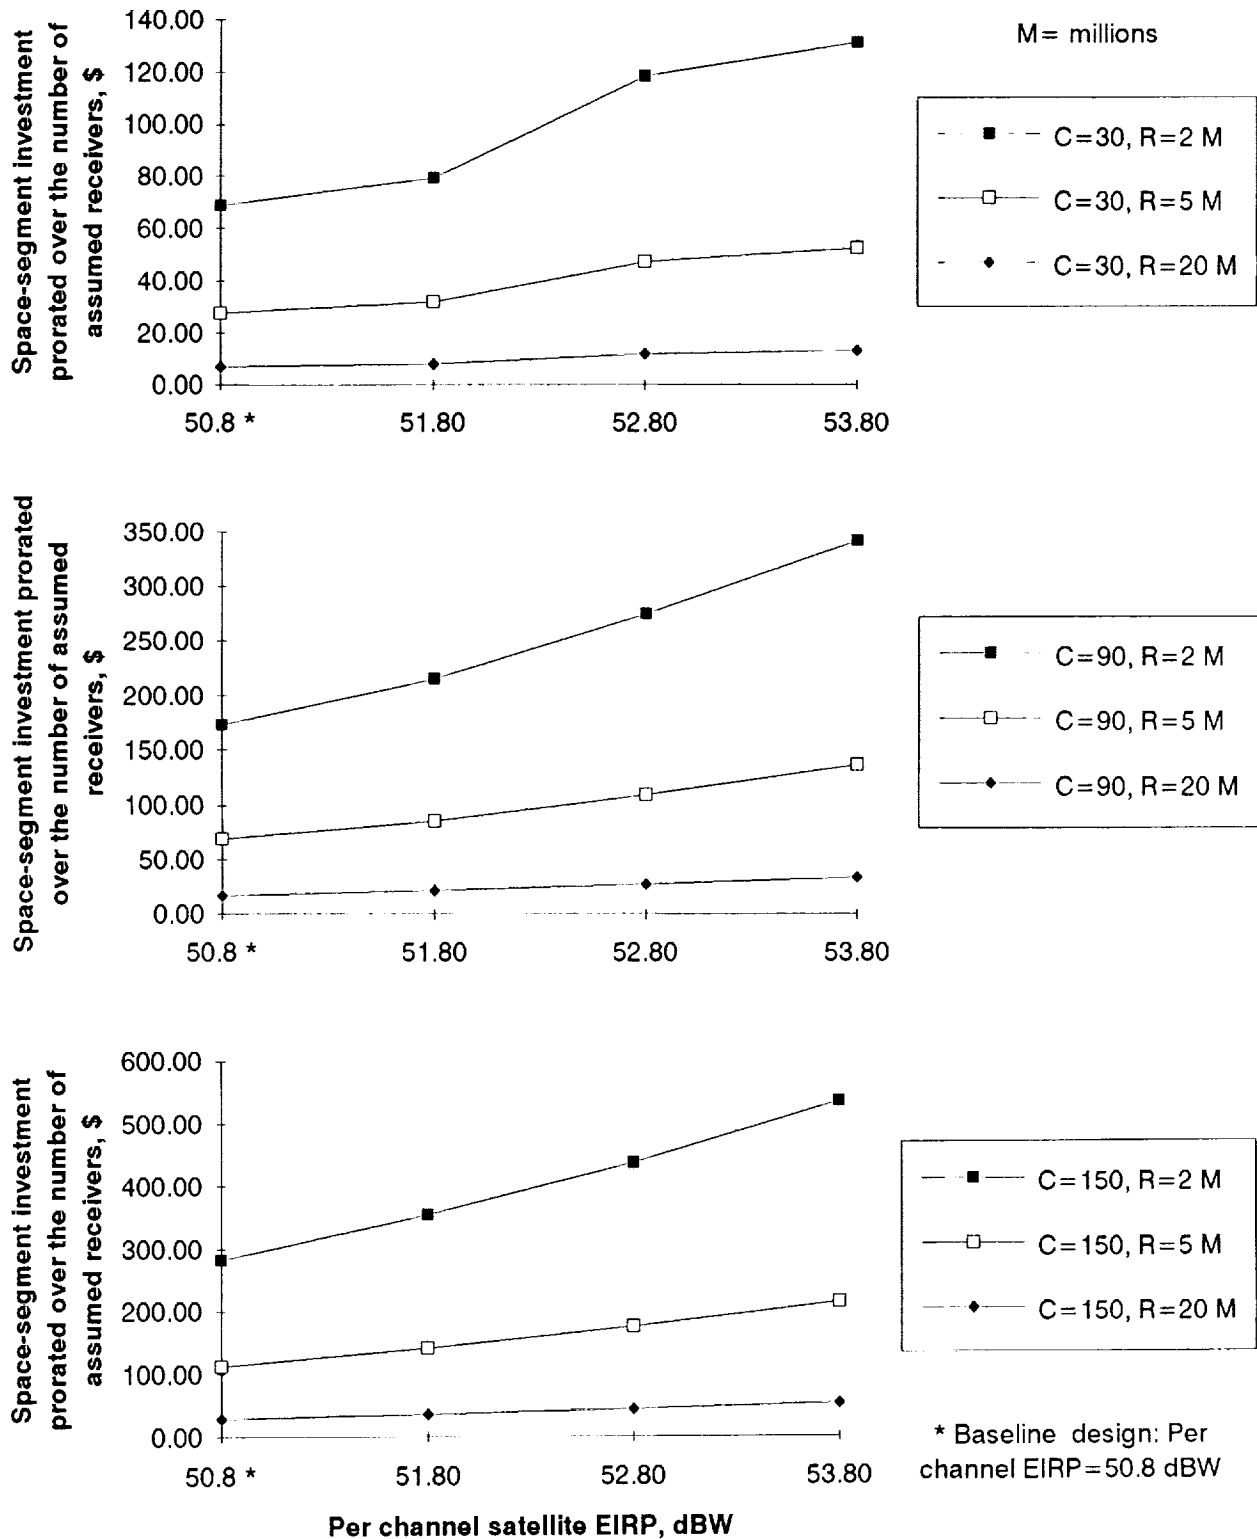 Space-segment investment
prorated over the number of
assumed receivers, $
140.00
120.00
100.00
80.00
60.00
40.00
20.00
0.00
50.8 *
51.80
52.80
53.80
M= millions
C=30, R=2 M
C=30, R=5 M
C=30, R=20 M
Space-segment investment prorated
over the number of assumed
receivers, $
350.00
300.00
250.00
200.00
150.00
100.00
50.00
0.00
50.8 *
51.80
52.80
53.80
C=90, R=2 M
C=90, R=5 M
C=90, R=20 M
Space-segment investment
prorated over the number of
assumed receivers, $
600.00
500.00
400.00
300.00
200.00
100.00
0.00
50.8 *
51.80
52.80
53.80
Per channel satellite EIRP, dBW
C=150, R=2 M
C=150, R=5 M
C=150, R=20 M
* Baseline design: Per
channel EIRP=50.8 dBW